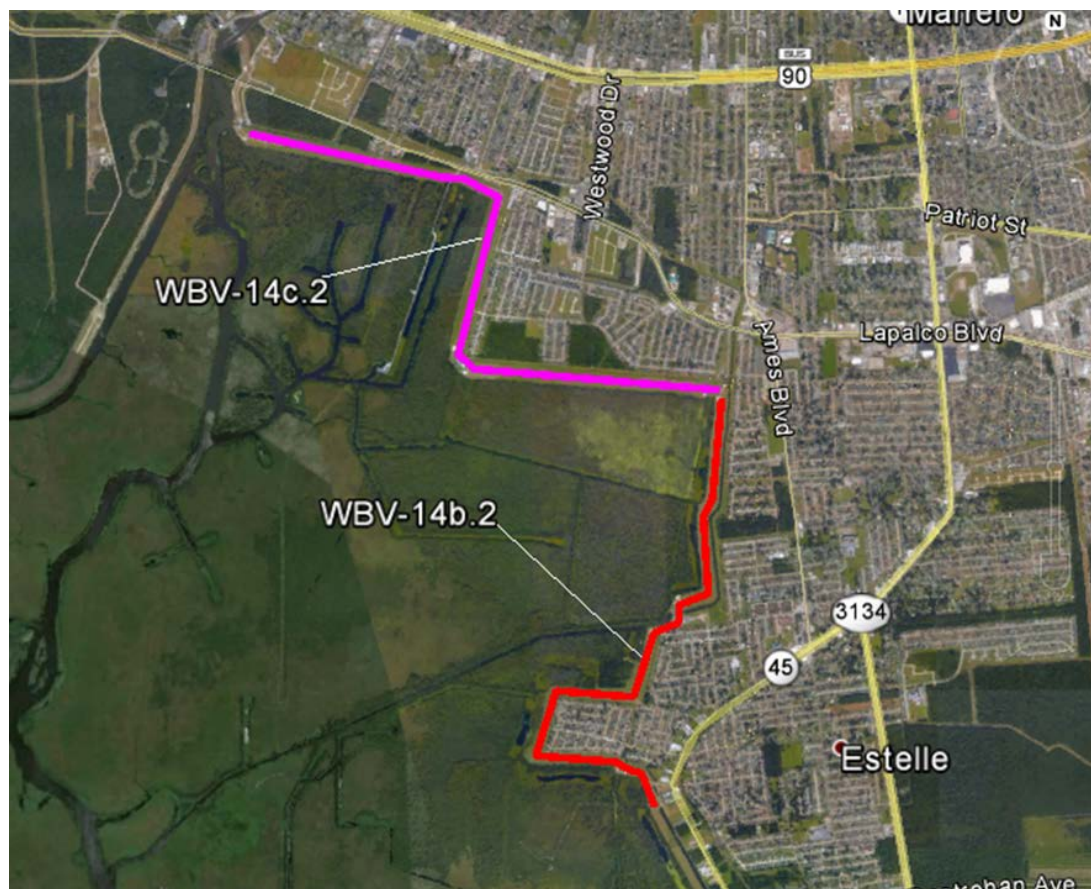 Marrero
N
BUS
90
Westwood Dr
Patriot St
WBV-14c.2
Lapalco Blvd
Ames Blvd
WBV-14b.2
3134
45
Estelle
Ave